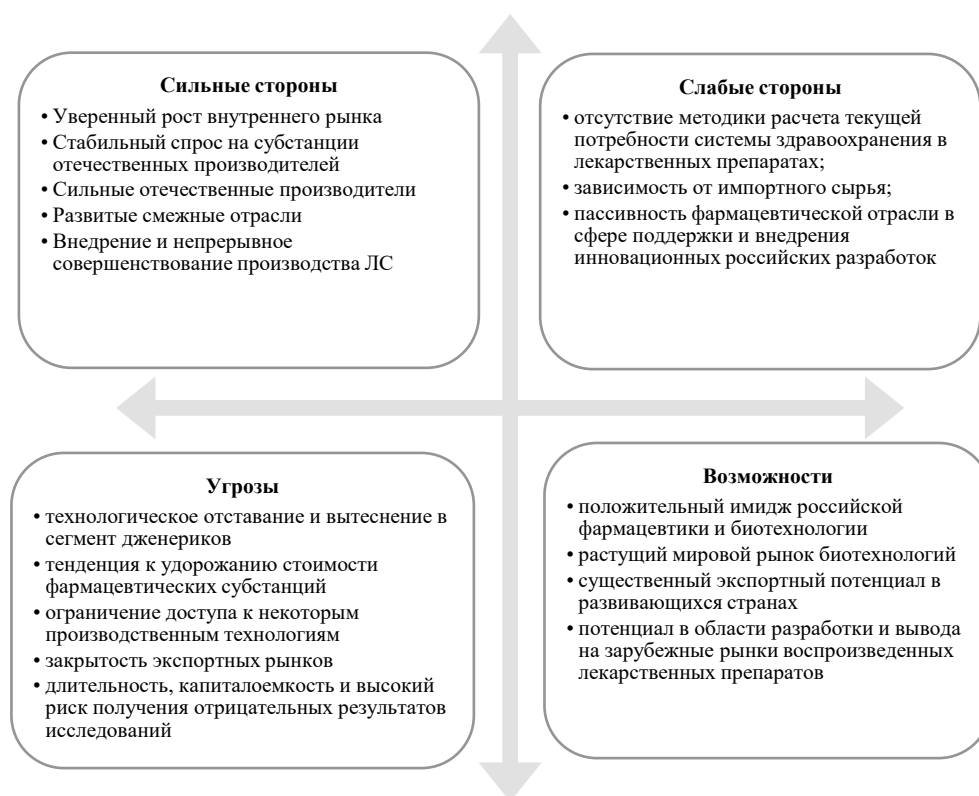 Сильные стороны
• Уверенный рост внутреннего рынка
• Стабильный спрос на субстанции
отечественных производителей
• Сильные отечественные производители
• Развитые смежные отрасли
• Внедрение и непрерывное
совершенствование производства ЛС
Слабые стороны
• отсутствие методики расчета текущей
потребности системы здравоохранения в
лекарственных препаратах;
• зависимость от импортного сырья;
• пассивность фармацевтической отрасли в
сфере поддержки и внедрения
инновационных российских разработок
Угрозы
• технологическое отставание и вытеснение в
сегмент дженериков
• тенденция к удорожанию стоимости
фармацевтических субстанций
• ограничение доступа к некоторым
производственным технологиям
• закрытость экспортных рынков
• длительность, капиталоемкость и высокий
риск получения отрицательных результатов
исследований
Возможности
• положительный имидж российской
фармацевтики и биотехнологии
• растущий мировой рынок биотехнологий
• существенный экспортный потенциал в
развивающихся странах
• потенциал в области разработки и вывода
на зарубежные рынки воспроизведенных
лекарственных препаратов